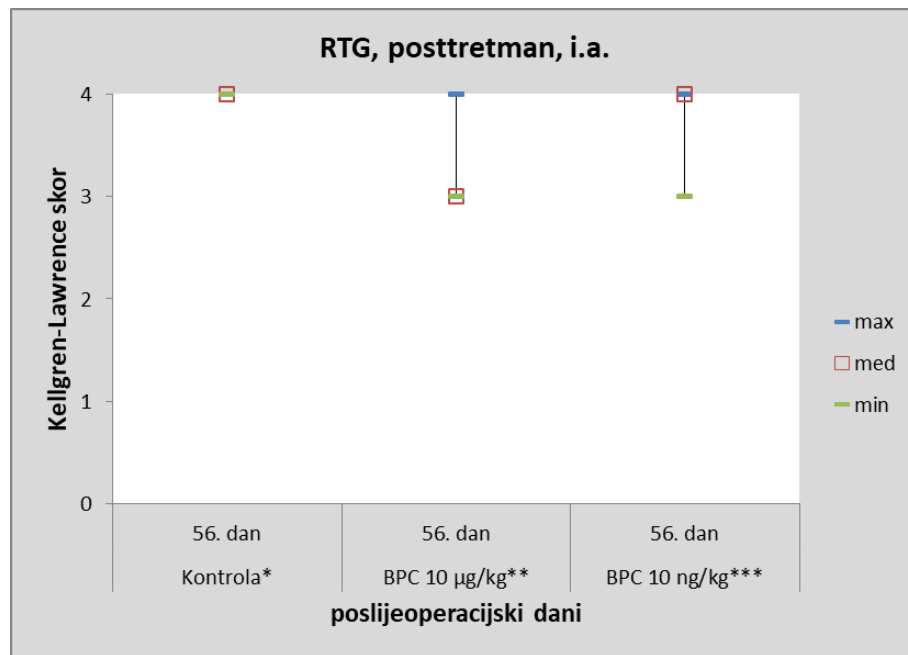 RTG, posttretman, i.a.
Kellgren-Lawrence skor
4
3
2
1
0
max
med
min
56. dan 56. dan 56. dan
Kontrola* BPC 10 µg/kg** BPC 10 ng/kg***
poslijeoperacijski dani